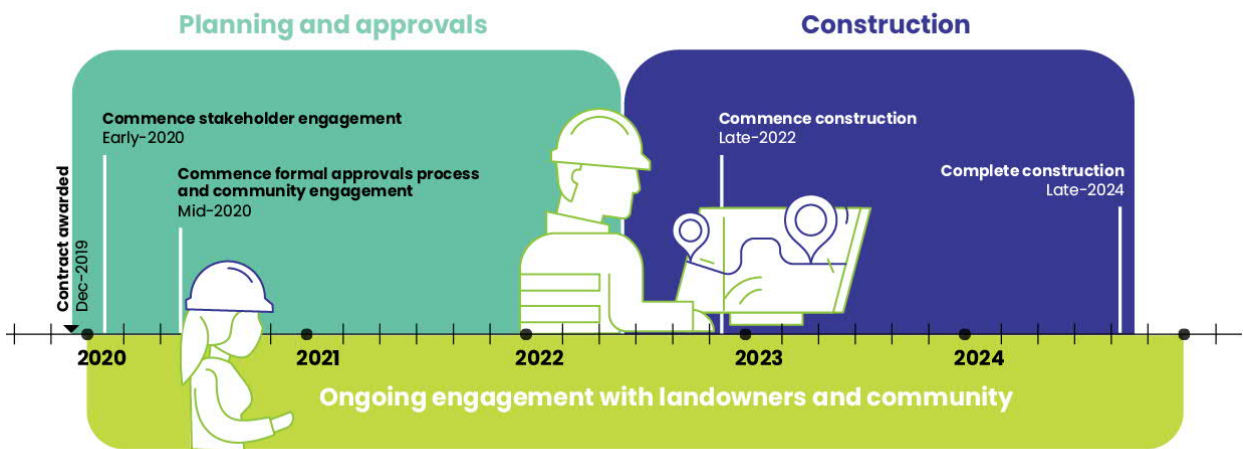 Planning and approvals
Construction
Commence stakeholder engagement
Early-2020
Commence formal approvals process
and community engagement
Mid-2020
Contract awarded
Dec-2019
Commence construction
Late-2022
Complete construction
Late-2024
2020
2021
2022
2023
2024
Ongoing engagement with landowners and community